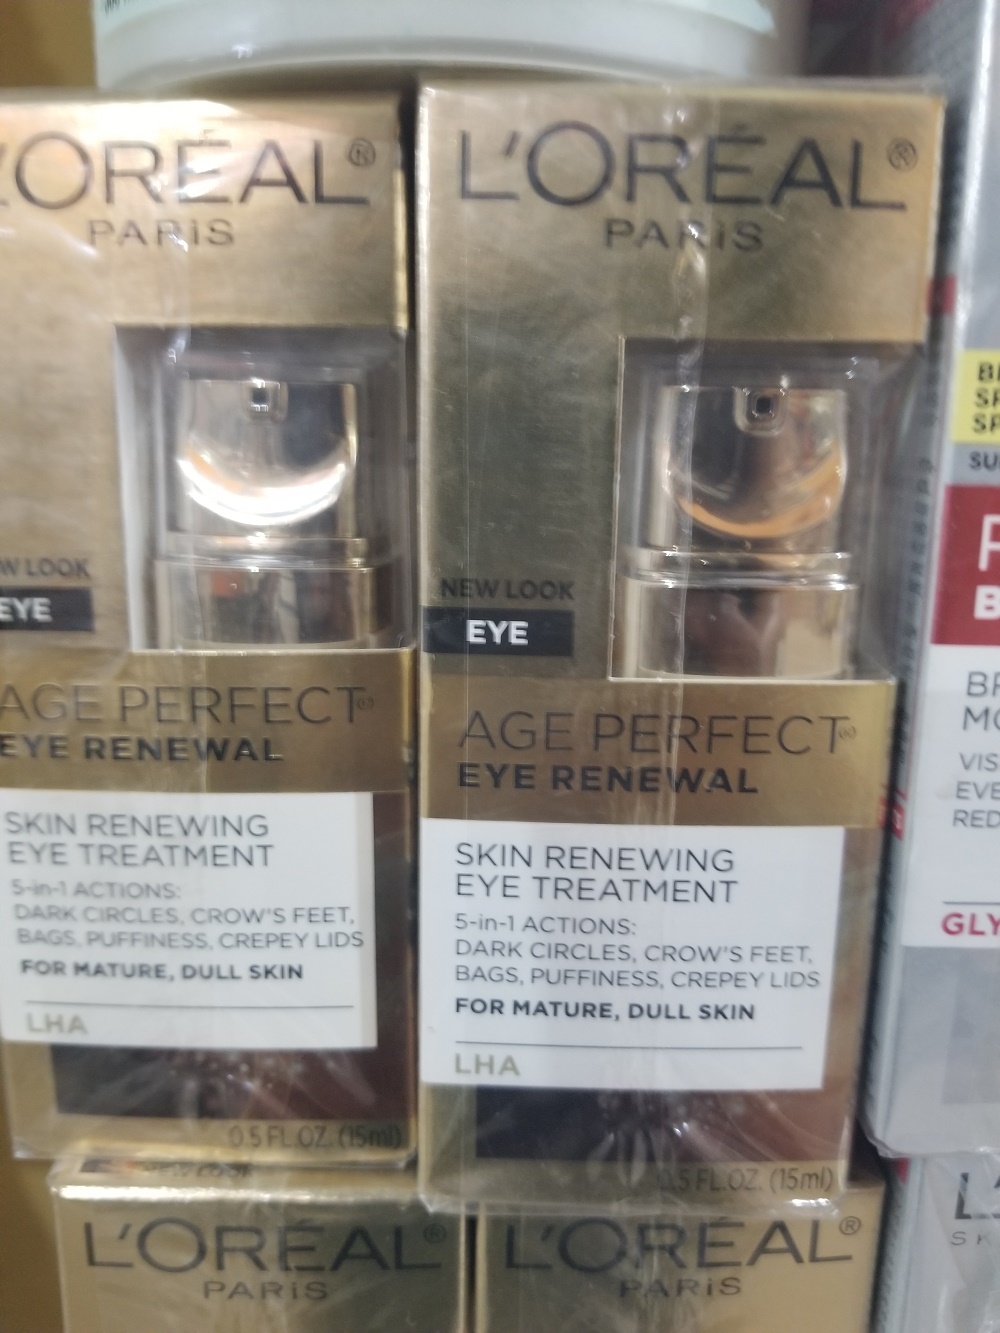 L'ORÉAL®
PARIS
NEW LOOK
EYE
AGE PERFECT®
EYE RENEWAL
SKIN RENEWING
EYE TREATMENT
5-in-1 ACTIONS:
DARK CIRCLES, CROW'S FEET,
BAGS, PUFFINESS, CREPEY LIDS
FOR MATURE, DULL SKIN
LHA
0.5 FL.OZ. (15ml)
L'ORÉAL®
PARIS
NEW LOOK
EYE
AGE PERFECT®
EYE RENEWAL
SKIN RENEWING
EYE TREATMENT
5-in-1 ACTIONS:
DARK CIRCLES, CROW'S FEET,
BAGS, PUFFINESS, CREPEY LIDS
FOR MATURE, DULL SKIN
LHA
0.5 FL.OZ. (15ml)
L'ORÉAL®
PARIS
L'ORÉAL®
PARIS